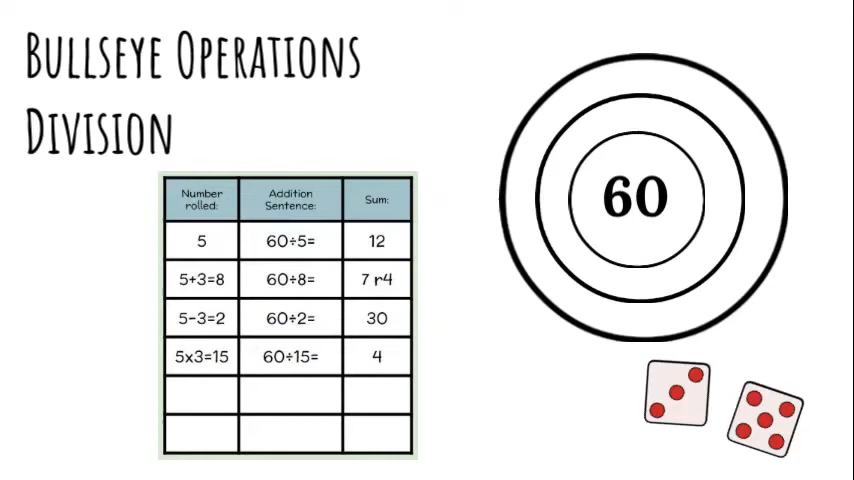 Bullseye Operations
Division
Number rolled:
Addition Sentence:
Sum:
5
60÷5=
12
5+3=8
60÷8=
7 r4
5-3=2
60÷2=
30
5x3=15
60÷15=
4
60